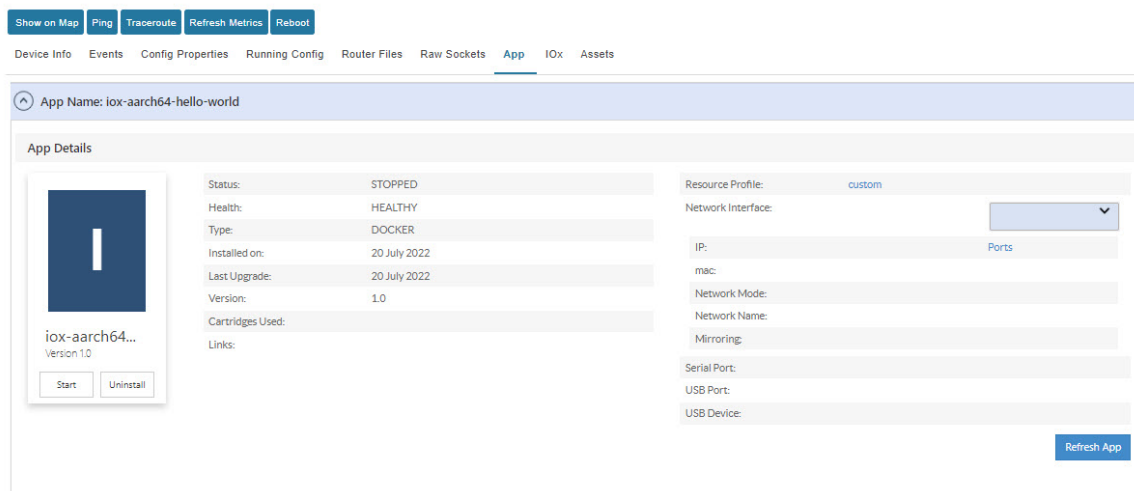 Show on Map Ping Traceroute Refresh Metrics Reboot
Device Info Events Config Properties Running Config Router Files Raw Sockets App IOx Assets
App Name: iox-aarch64-hello-world
App Details
I
iox-aarch64...
Version 1.0
Start Uninstall
Status: STOPPED
Health: HEALTHY
Type: DOCKER
Installed on: 20 July 2022
Last Upgrade: 20 July 2022
Version: 1.0
Cartridges Used:
Links:
Resource Profile: custom
Network Interface:
IP: Ports
mac:
Network Mode:
Network Name:
Mirroring:
Serial Port:
USB Port:
USB Device:
Refresh App